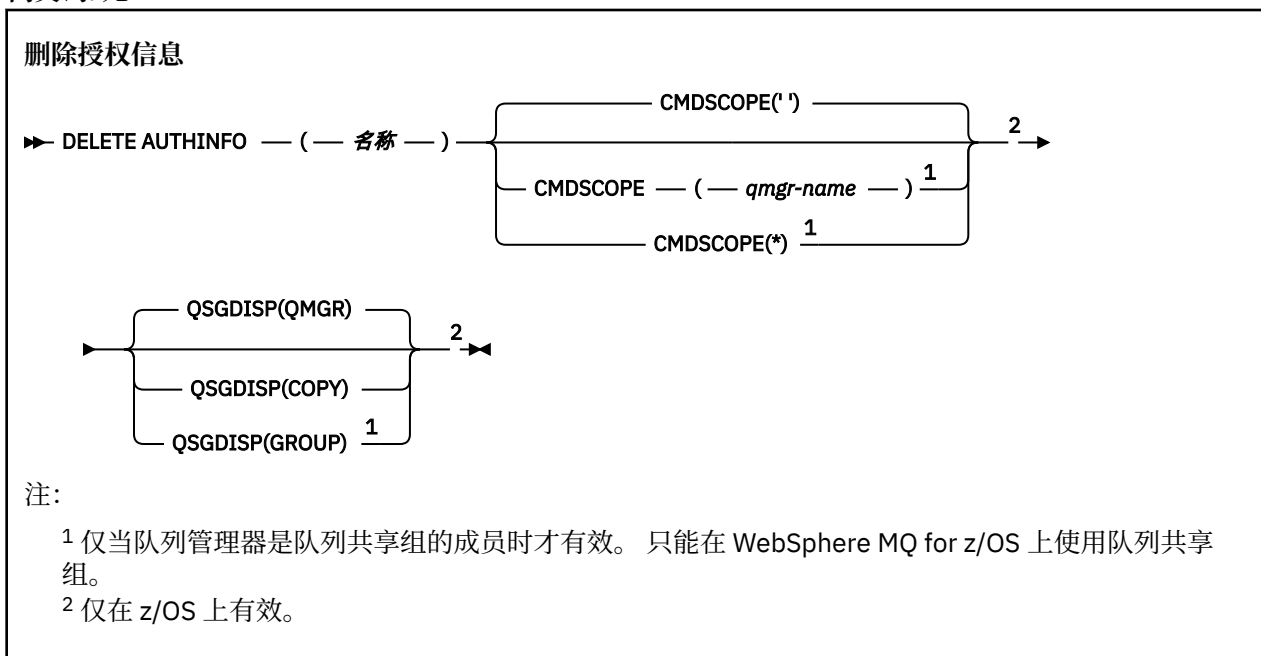 删除授权信息
CMDSCOPE(' ')
DELETE AUTHINFO ( 名称 ) 2
CMDSCOPE ( qmgr-name ) 1
CMDSCOPE(*) 1
QSGDISP(QMGR)
2
QSGDISP(COPY)
QSGDISP(GROUP) 1
注：
1 仅当队列管理器是队列共享组的成员时才有效。 只能在 WebSphere MQ for z/OS 上使用队列共享
组。
2 仅在 z/OS 上有效。